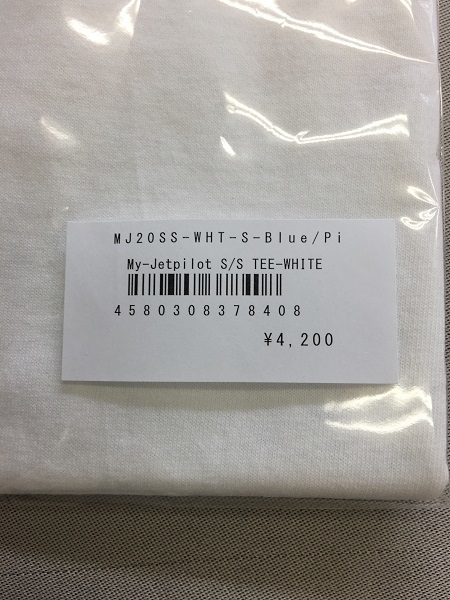 MJ20SS-WHT-S-Blue/Pi
My-Jetpilot S/S TEE-WHITE
4580308378408
¥4,200